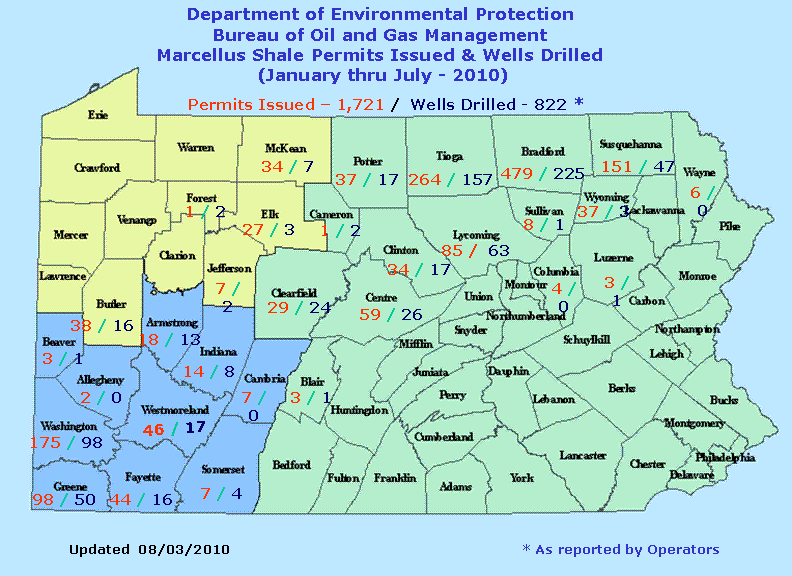 Department of Environmental Protection
Bureau of Oil and Gas Management
Marcellus Shale Permits Issued & Wells Drilled
(January thru July - 2010)
Permits Issued – 1,721 / Wells Drilled - 822 *
Erie
Crawford
Warren
McKean
34 / 7
Potter
37 / 17
Tioga
264 / 157
Bradford
479 / 225
Susquehanna
151 / 47
Wayne
6 /
0
Forest
1 / 2
Mercer
Venango
Elk
27 / 3
Cameron
1 / 2
Clinton
34 / 17
Lycoming
85 / 63
Sullivan
8 / 1
Wyoming
37 / 3
Lackawanna
Pike
Clarion
Lawrence
Jefferson
7 /
2
Butler
38 / 16
Clearfield
29 / 24
Centre
59 / 26
Union
Montour
Columbia
4 /
0
Luzerne
3 /
1
Monroe
Carbon
Northumberland
Snyder
Mifflin
Schuylkill
Northampton
Lehigh
Beaver
3 / 1
Armstrong
18 / 13
Indiana
14 / 8
Allegheny
2 / 0
Cambria
7 /
0
Blair
3 / 1
Huntingdon
Juniata
Perry
Dauphin
Lebanon
Berks
Bucks
Washington
175 / 98
Westmoreland
46 / 17
Cumberland
Montgomery
Philadelphia
Greene
98 / 50
Fayette
44 / 16
Somerset
7 / 4
Bedford
Fulton
Franklin
Adams
York
Lancaster
Chester
Delaware
Updated 08/03/2010
* As reported by Operators